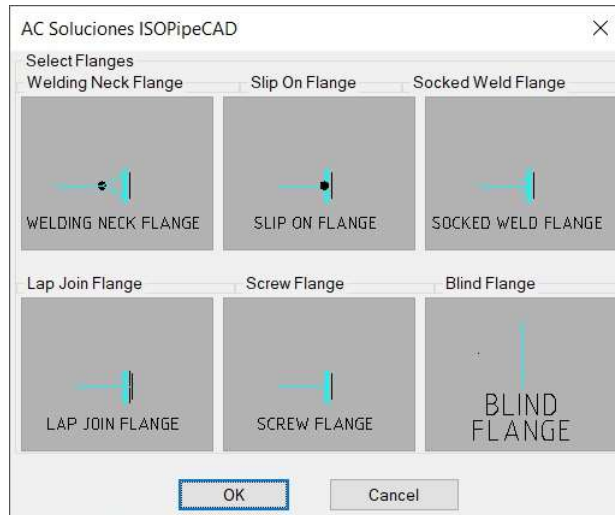 AC Soluciones ISOPipeCAD
Select Flanges
Welding Neck Flange
Slip On Flange
Socked Weld Flange
WELDING NECK FLANGE
SLIP ON FLANGE
SOCKED WELD FLANGE
Lap Join Flange
Screw Flange
Blind Flange
LAP JOIN FLANGE
SCREW FLANGE
BLIND
FLANGE
OK
Cancel